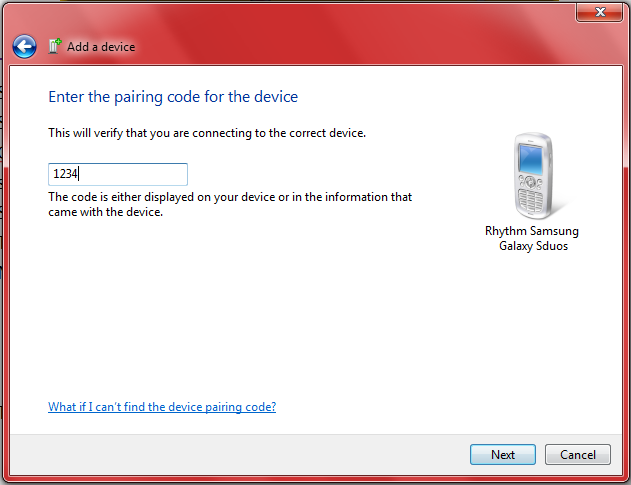 Add a device
Enter the pairing code for the device
This will verify that you are connecting to the correct device.
1234
The code is either displayed on your device or in the information that
came with the device.
Rhythm Samsung
Galaxy Sduos
What if I can't find the device pairing code?
Next
Cancel